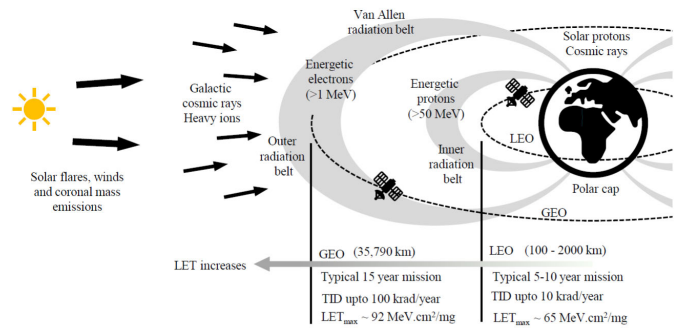 Van Allen
radiation belt
Solar protons
Cosmic rays
Energetic
electrons
(>1 MeV)
Energetic
protons
(>50 MeV)
Galactic
cosmic rays
Heavy ions
LEO
Outer
radiation
belt
Inner
radiation
belt
Solar flares, winds
and coronal mass
emissions
Polar cap
GEO
GEO (35,790 km)
LEO (100 - 2000 km)
LET increases
Typical 15 year mission
Typical 5-10 year mission
TID upto 100 krad/year
TID upto 10 krad/year
LETmax ~ 92 MeV.cm²/mg
LETmax ~ 65 MeV.cm²/mg